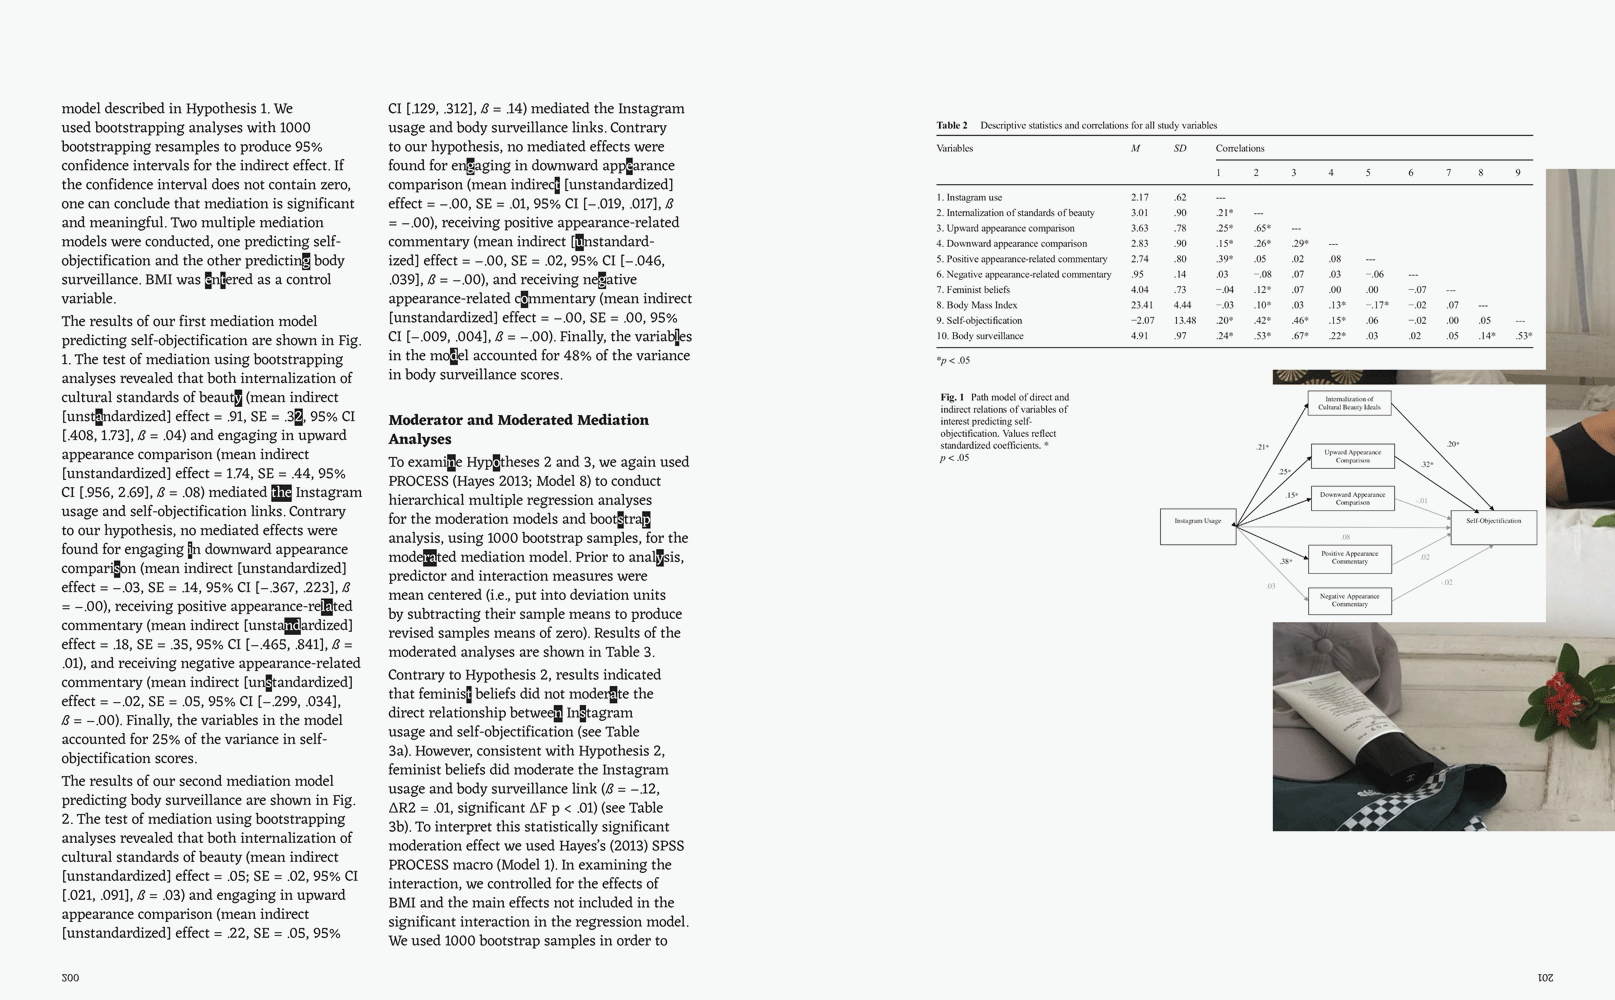 model described in Hypothesis 1. We
used bootstrapping analyses with 1000
bootstrapping resamples to produce 95%
confidence intervals for the indirect effect. If
the confidence interval does not contain zero,
one can conclude that mediation is significant
and meaningful. Two multiple mediation
models were conducted, one predicting self-
objectification and the other predicting body
surveillance. BMI was entered as a control
variable.
The results of our first mediation model
predicting self-objectification are shown in Fig.
1. The test of mediation using bootstrapping
analyses revealed that both internalization of
cultural standards of beauty (mean indirect
[unstandardized] effect = .91, SE = .32, 95% CI
[.408, 1.73], ß = .04) and engaging in upward
appearance comparison (mean indirect
[unstandardized] effect = 1.74, SE = .44, 95%
CI [.956, 2.69], ß = .08) mediated the Instagram
usage and self-objectification links. Contrary
to our hypothesis, no mediated effects were
found for engaging in downward appearance
comparison (mean indirect [unstandardized]
effect = −.03, SE = .14, 95% CI [−.367, .223], ß
= −.00), receiving positive appearance-related
commentary (mean indirect [unstandardized]
effect = .18, SE = .35, 95% CI [−.465, .841], ß =
.01), and receiving negative appearance-related
commentary (mean indirect [unstandardized]
effect = −.02, SE = .05, 95% CI [−.299, .034],
ß = −.00). Finally, the variables in the model
accounted for 25% of the variance in self-
objectification scores.
The results of our second mediation model
predicting body surveillance are shown in Fig.
2. The test of mediation using bootstrapping
analyses revealed that both internalization of
cultural standards of beauty (mean indirect
[unstandardized] effect = .05; SE = .02, 95% CI
[.021, .091], ß = .03) and engaging in upward
appearance comparison (mean indirect
[unstandardized] effect = .22, SE = .05, 95%
CI [.129, .312], ß = .14) mediated the Instagram
usage and body surveillance links. Contrary
to our hypothesis, no mediated effects were
found for engaging in downward appearance
comparison (mean indirect [unstandardized]
effect = −.00, SE = .01, 95% CI [−.019, .017], ß
= −.00), receiving positive appearance-related
commentary (mean indirect [unstandard-
ized] effect = −.00, SE = .02, 95% CI [−.046,
.039], ß = −.00), and receiving negative
appearance-related commentary (mean indirect
[unstandardized] effect = −.00, SE = .00, 95%
CI [−.009, .004], ß = −.00). Finally, the variables
in the model accounted for 48% of the variance
in body surveillance scores.
Moderator and Moderated Mediation
Analyses
To examine Hypotheses 2 and 3, we again used
PROCESS (Hayes 2013; Model 8) to conduct
hierarchical multiple regression analyses
for the moderation models and bootstrap
analysis, using 1000 bootstrap samples, for the
moderated mediation model. Prior to analysis,
predictor and interaction measures were
mean centered (i.e., put into deviation units
by subtracting their sample means to produce
revised samples means of zero). Results of the
moderated analyses are shown in Table 3.
Contrary to Hypothesis 2, results indicated
that feminist beliefs did not moderate the
direct relationship between Instagram
usage and self-objectification (see Table
3a). However, consistent with Hypothesis 2,
feminist beliefs did moderate the Instagram
usage and body surveillance link (ß = −.12,
ΔR2 = .01, significant ΔF p < .01) (see Table
3b). To interpret this statistically significant
moderation effect we used Hayes’s (2013) SPSS
PROCESS macro (Model 1). In examining the
interaction, we controlled for the effects of
BMI and the main effects not included in the
significant interaction in the regression model.
We used 1000 bootstrap samples in order to
200
Table 2 Descriptive statistics and correlations for all study variables
Variables M SD Correlations
1 2 3 4 5 6 7 8 9
1. Instagram use 2.17 .62 ---
2. Internalization of standards of beauty 3.01 .90 .21* ---
3. Upward appearance comparison 3.63 .78 .25* .65* ---
4. Downward appearance comparison 2.83 .90 .15* .26* .29* ---
5. Positive appearance-related commentary 2.74 .80 .39* .05 .02 .08 ---
6. Negative appearance-related commentary .95 .14 .03 −.08 .07 .03 −.06 ---
7. Feminist beliefs 4.04 .73 −.04 .12* .07 .00 .00 −.07 ---
8. Body Mass Index 23.41 4.44 −.03 .10* .03 .13* −.17* −.02 .07 ---
9. Self-objectification −2.07 13.48 .20* .42* .46* .15* .06 −.02 .00 .05 ---
10. Body surveillance 4.91 .97 .24* .53* .67* .22* .03 .02 .05 .14* .53*
*p < .05
Fig. 1 Path model of direct and
indirect relations of variables of
interest predicting self-
objectification. Values reflect
standardized coefficients. *
p < .05
Internalization of
Cultural Beauty Ideals
.21*
.20*
Upward Appearance
Comparison
.25*
.32*
Downward Appearance
Comparison
.15*
-.01
Instagram Usage
Self-Objectification
.08
Positive Appearance
Commentary
.38*
.02
Negative Appearance
Commentary
.03
-.02
201